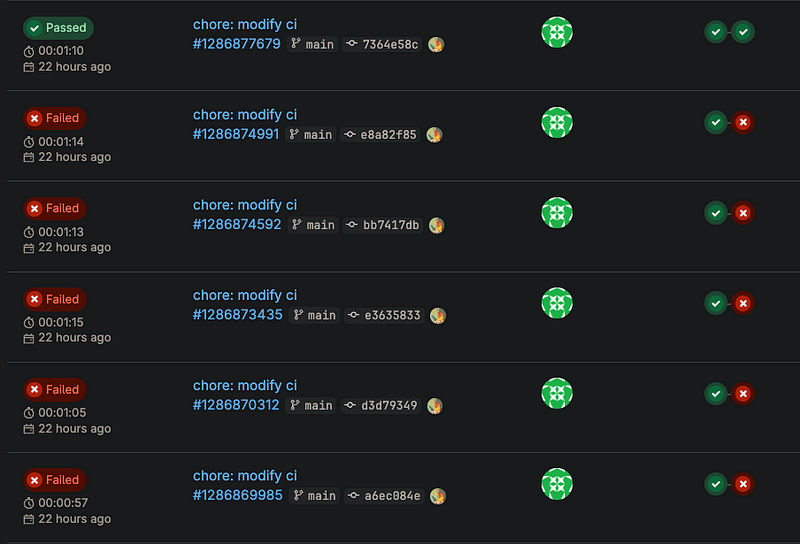 Passed
00:01:10
22 hours ago
chore: modify ci
#1286877679 main 7364e58c
Failed
00:01:14
22 hours ago
chore: modify ci
#1286874991 main e8a82f85
Failed
00:01:13
22 hours ago
chore: modify ci
#1286874592 main bb7417db
Failed
00:01:15
22 hours ago
chore: modify ci
#1286873435 main e3635833
Failed
00:01:05
22 hours ago
chore: modify ci
#1286870312 main d3d79349
Failed
00:00:57
22 hours ago
chore: modify ci
#1286869985 main a6ec084e